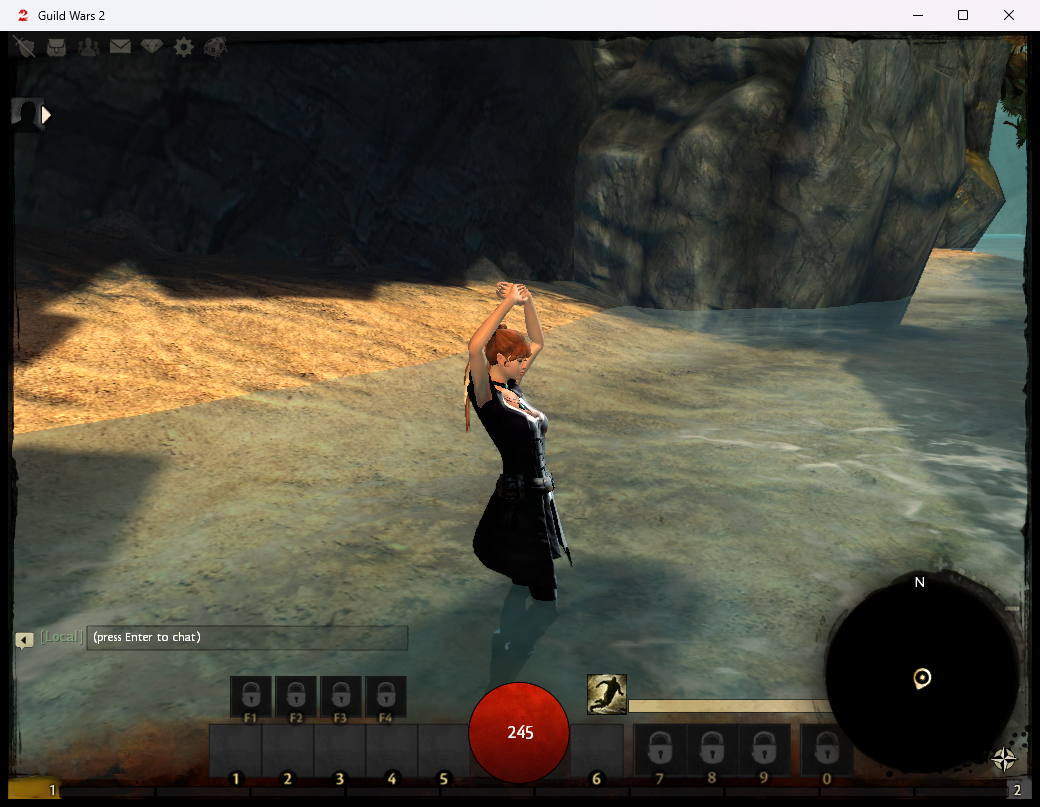 Guild Wars 2
N
[Local] (press Enter to chat)
F1 F2 F3 F4
245
1 2 3 4 5 6 7 8 9 0
1 2